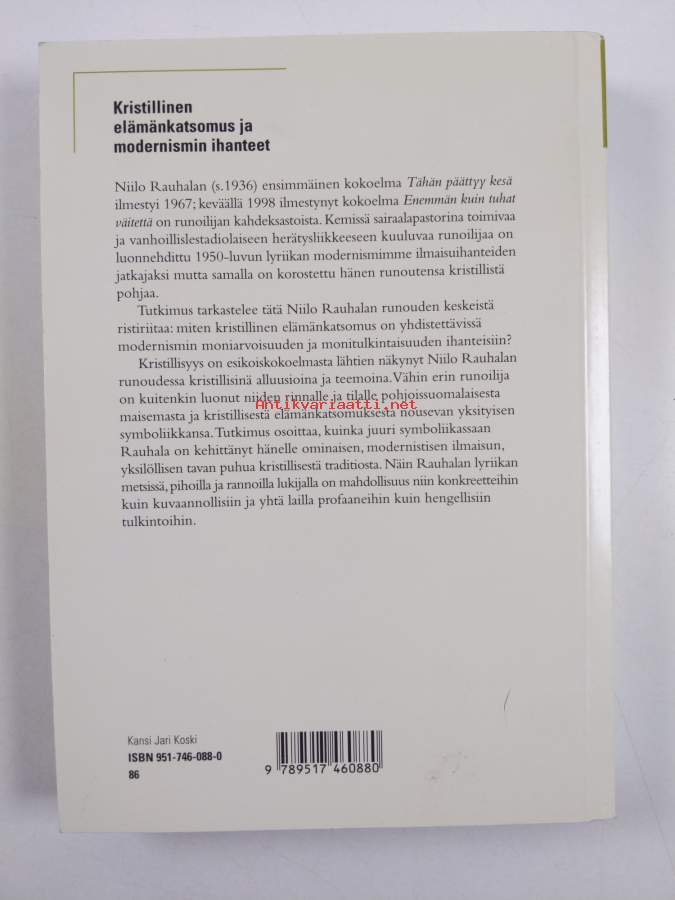 Kristillinen
elämänkatsomus ja
modernismin ihanteet
Niilo Rauhalan (s.1936) ensimmäinen kokoelma Tähän päättyy kesä
ilmestyi 1967; keväällä 1998 ilmestynyt kokoelma Enemmän kuin tuhat
väitettä on runoilijan kahdeksastoista. Kemissä sairaalapastorina toimivaa
ja vanhoillislestadiolaiseen herätysliikkeeseen kuuluvaa runoilijaa on
luonnehdittu 1950-luvun lyriikan modernismimme ilmaisuihanteiden
jatkajaksi mutta samalla on korostettu hänen runoutensa kristillistä
pohjaa.
Tutkimus tarkastelee tätä Niilo Rauhalan runouden keskeistä
ristiriitaa: miten kristillinen elämänkatsomus on yhdistettävissä
modernismin moniarvoisuuden ja monitulkintaisuuden ihanteisiin?
Kristillisyys on esikoiskokoelmasta lähtien näkynyt Niilo Rauhalan
runoudessa kristillisinä alluusioina ja teemoina. Vähin erin runoilija
on kuitenkin luonut niiden rinnalle ja tilalle pohjoissuomalaisesta
maisemasta ja kristillisestä elämänkatsomuksesta nousevan yksityisen
symboliikkansa. Tutkimus osoittaa, kuinka juuri symboliikassaan
Rauhala on kehittänyt hänelle ominaisen, modernistisen ilmaisun,
yksilöllisen tavan puhua kristillisestä traditiosta. Näin Rauhalan lyriikan
metsissä, pihoilla ja rannoilla lukijalla on mahdollisuus niin konkreetteihin
kuin kuvaannollisiin ja yhtä lailla profaaneihin kuin hengellisiin
tulkintoihin.
Antikvariaatti.net
Kansi Jari Koski
ISBN 951-746-088-0
86
9 789517 460880